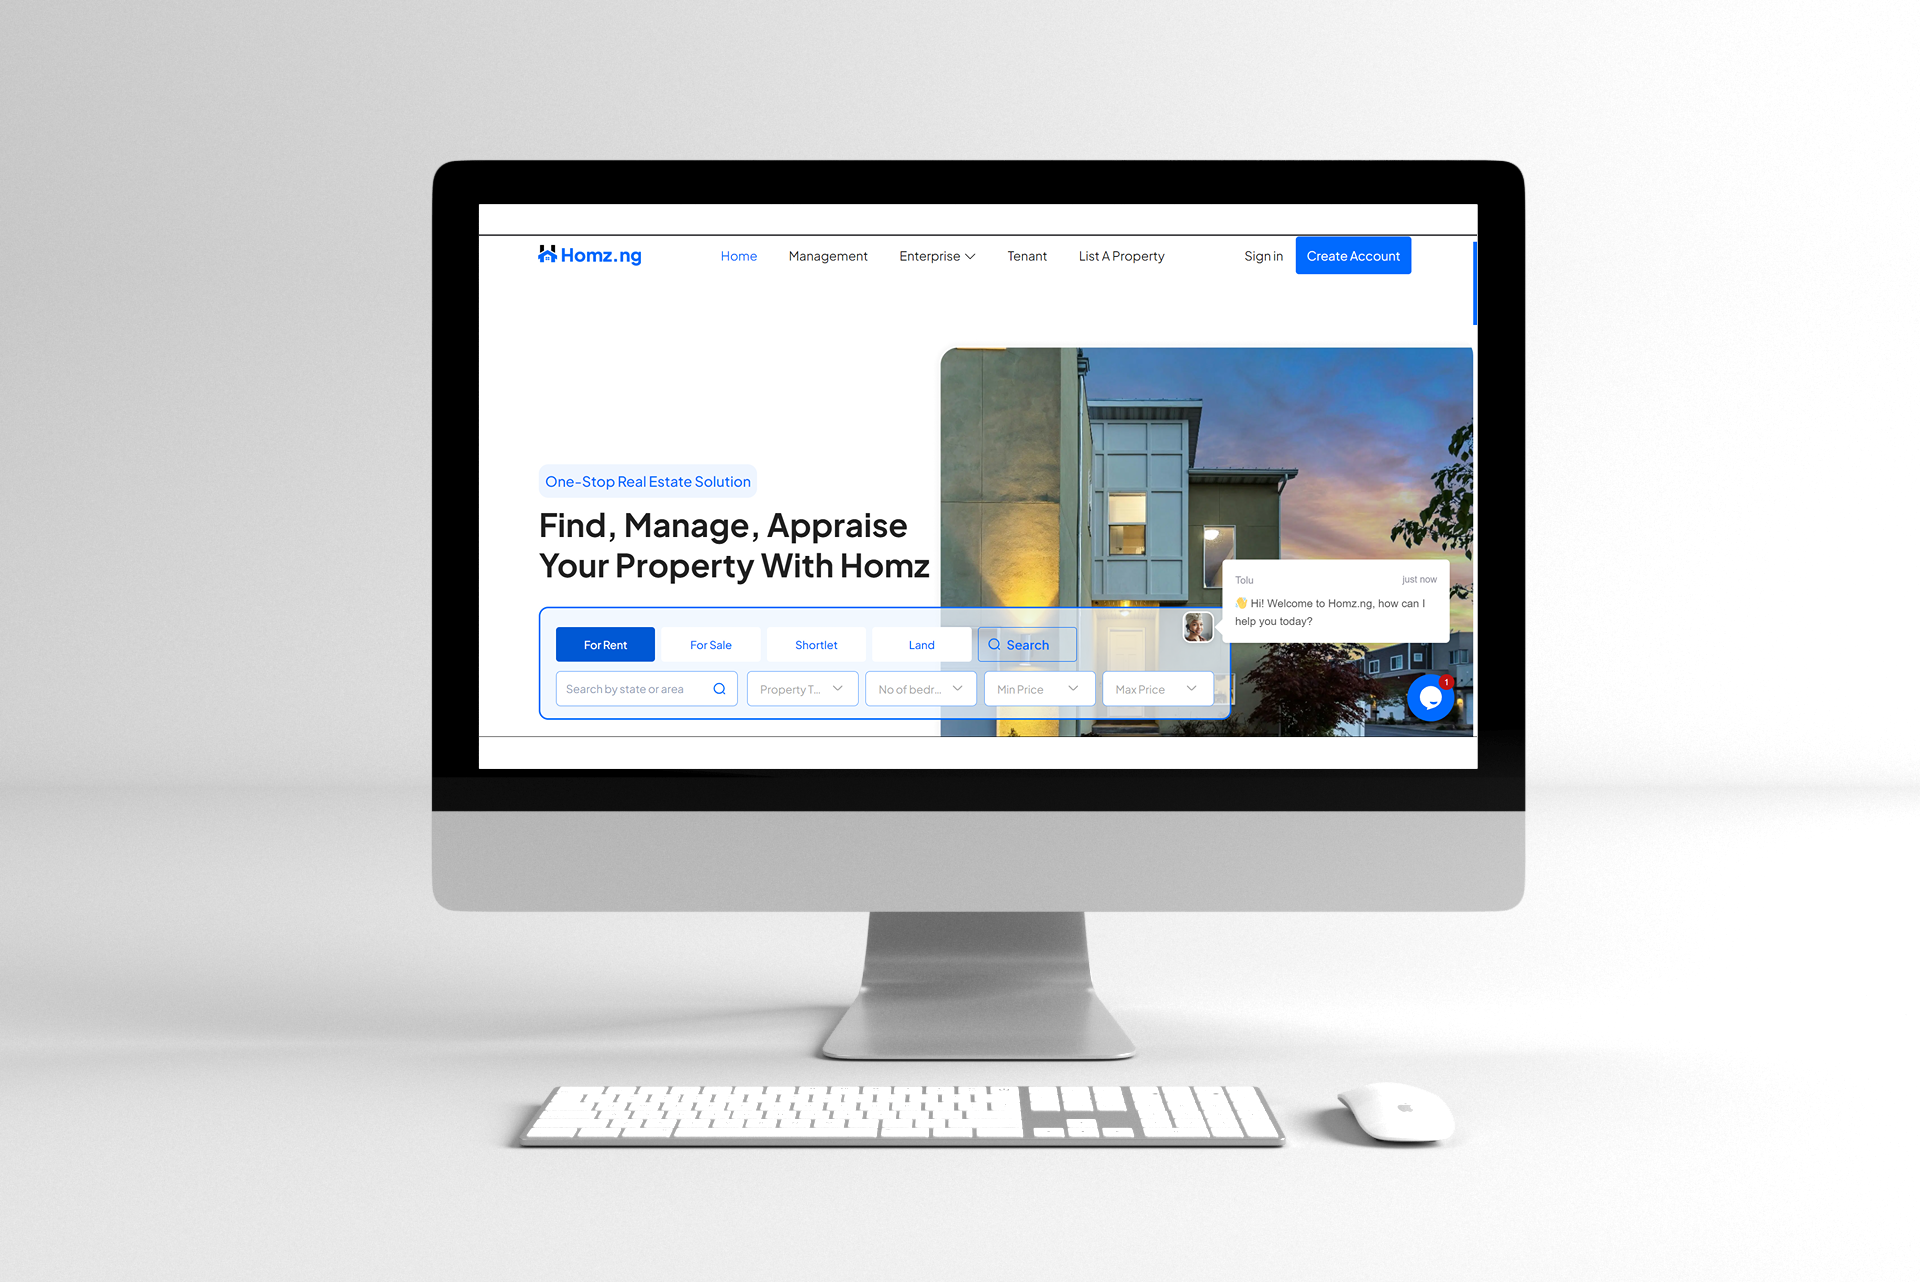 Homz.ng
Home Management Enterprise Tenant List A Property Sign in Create Account
One-Stop Real Estate Solution
Find, Manage, Appraise
Your Property With Homz
Tolu just now
👋 Hi! Welcome to Homz.ng, how can I
help you today?
For Rent For Sale Shortlet Land Search
Search by state or area Property T... No of bedr... Min Price Max Price
1